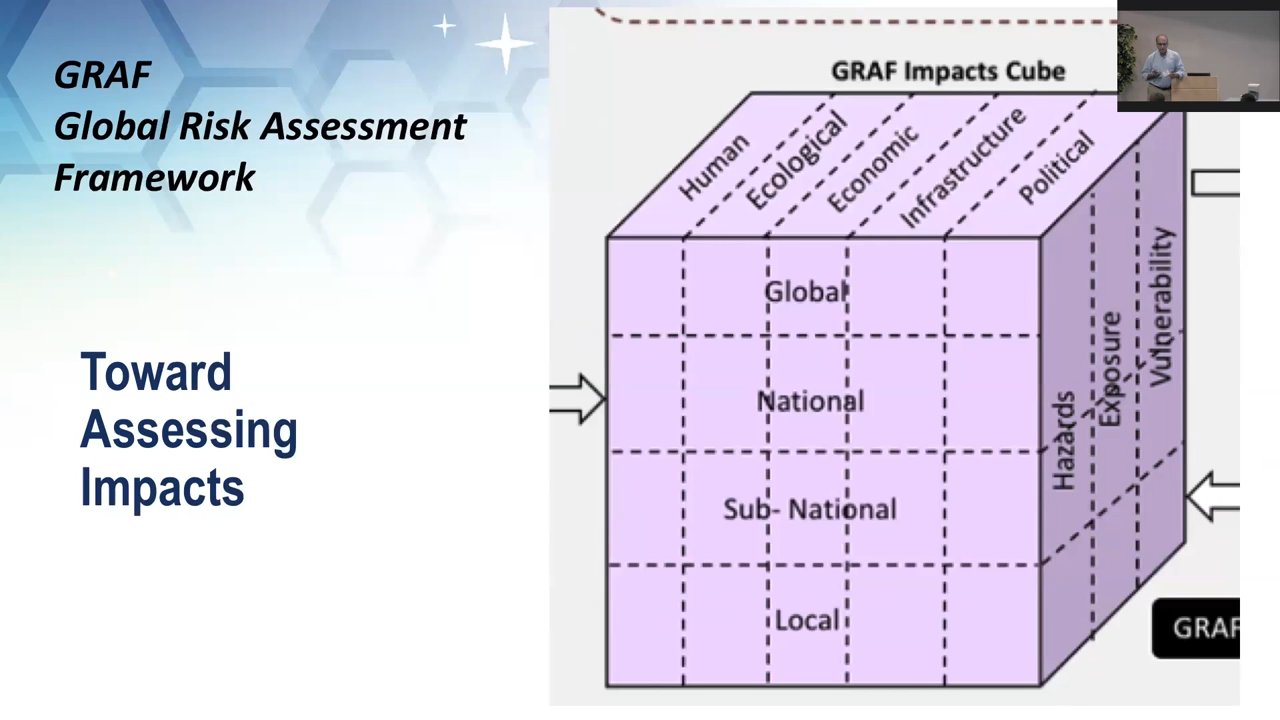 GRAF
Global Risk Assessment
Framework
Toward
Assessing
Impacts
GRAF Impacts Cube
Human
Ecological
Economic
Infrastructure
Political
Global
National
Sub- National
Local
Hazards
Exposure
Vulnerability
GRAF